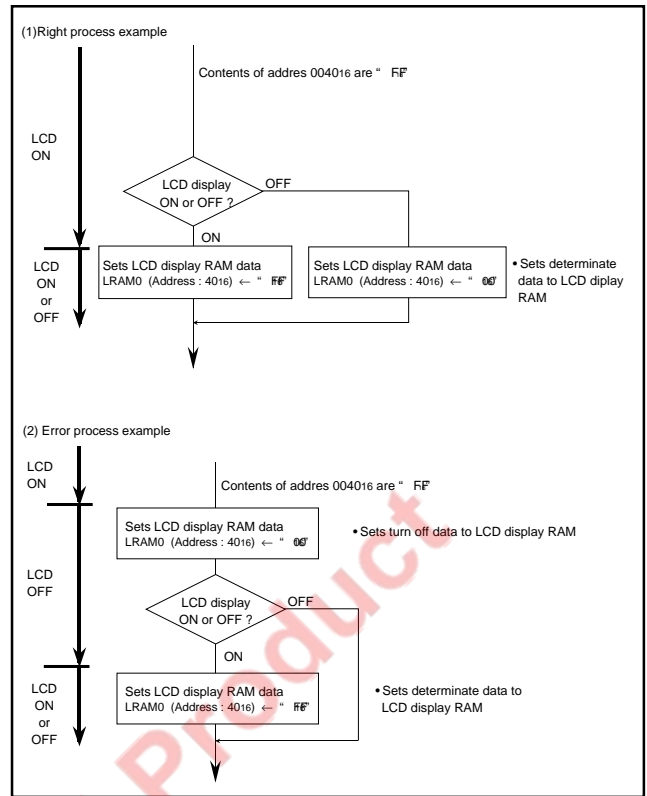 (1)Right process example
Contents of addres 004016 are “ FF”
LCD
ON
LCD display
ON or OFF ?
OFF
ON
LCD
ON
or
OFF
Sets LCD display RAM data
LRAM0 (Address : 4016) ← “ FF”
Sets LCD display RAM data
LRAM0 (Address : 4016) ← “ 00”
• Sets determinate
data to LCD diplay
RAM
(2) Error process example
LCD
ON
Contents of addres 004016 are “ FF”
Sets LCD display RAM data
LRAM0 (Address : 4016) ← “ 00”
• Sets turn off data to LCD display RAM
LCD
OFF
LCD display
ON or OFF ?
OFF
ON
LCD
ON
or
OFF
Sets LCD display RAM data
LRAM0 (Address : 4016) ← “ FF”
• Sets determinate data to
LCD display RAM
Product